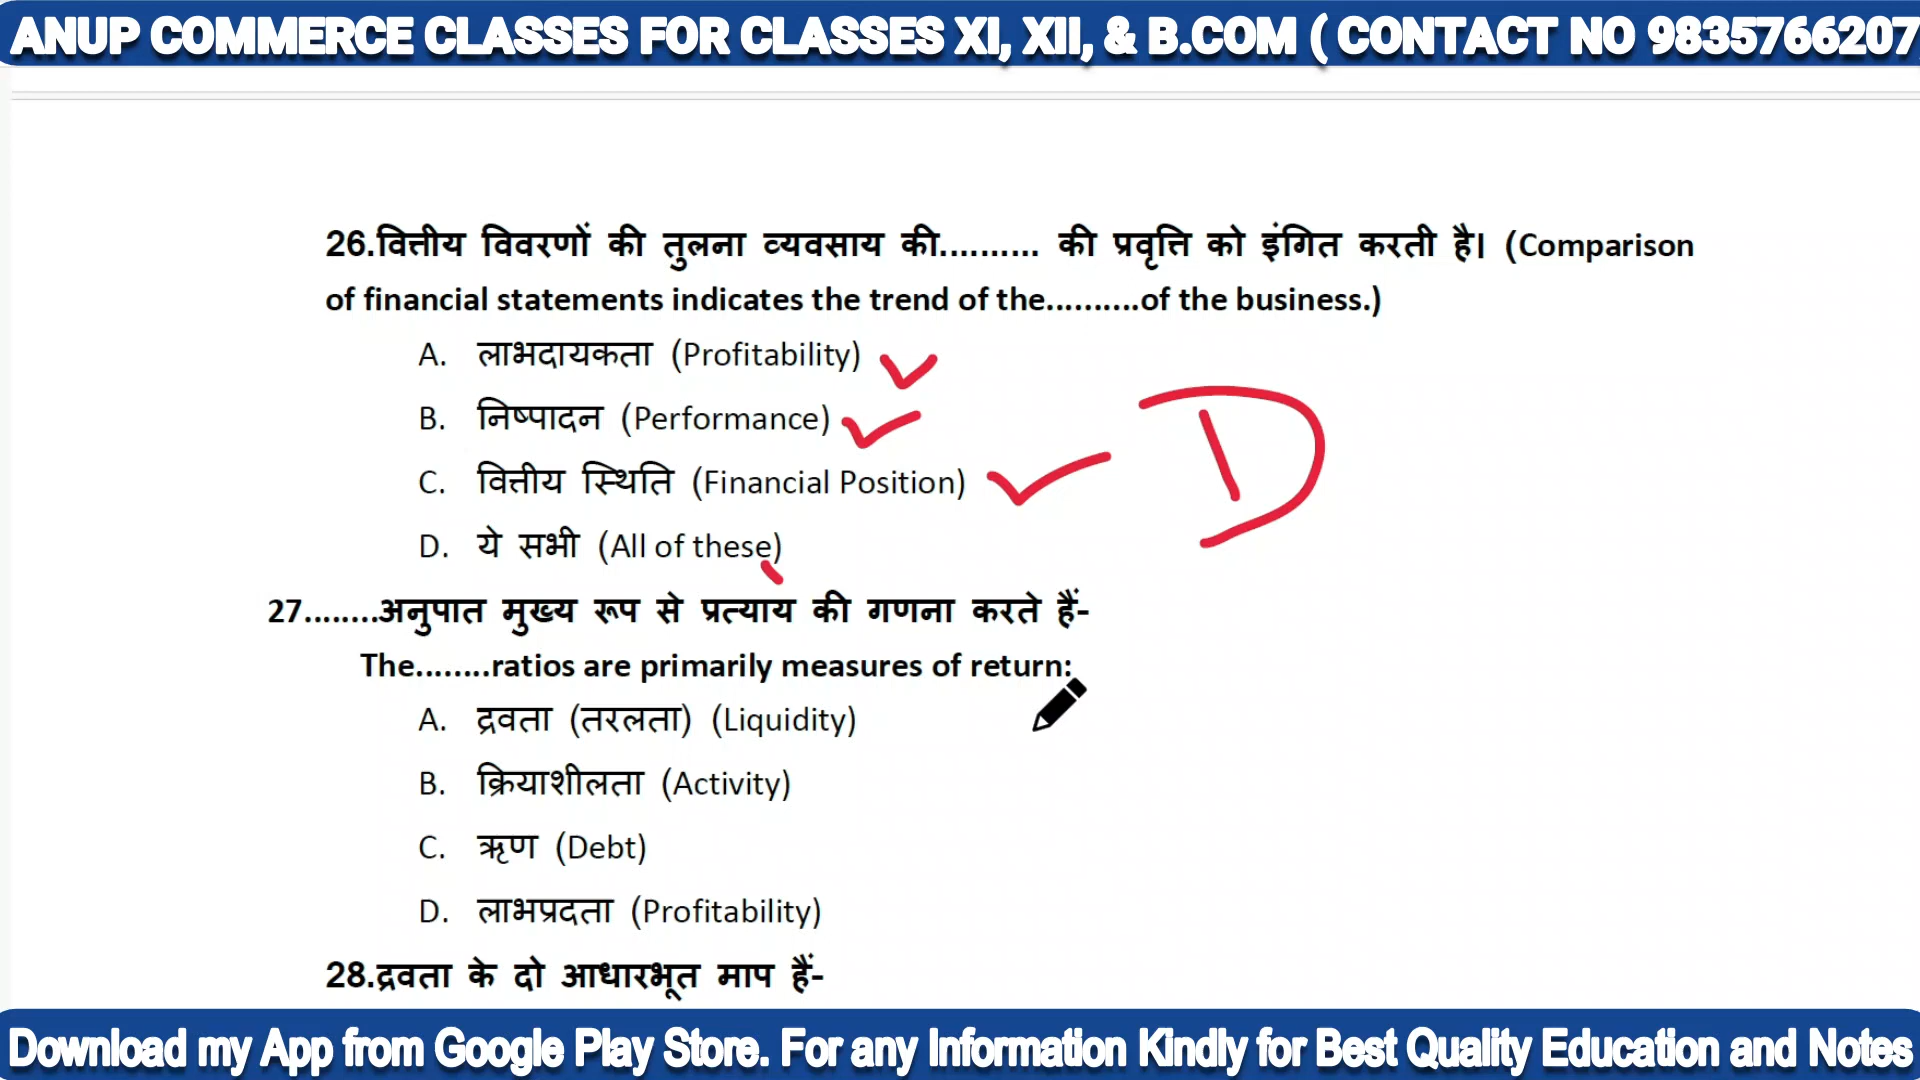 ANUP COMMERCE CLASSES FOR CLASSES XI, XII, & B.COM ( CONTACT NO 9835766207
26.वित्तीय विवरणों की तुलना व्यवसाय की.......... की प्रवृत्ति को इंगित करती है। (Comparison
of financial statements indicates the trend of the..........of the business.)
A. लाभदायकता (Profitability)
B. निष्पादन (Performance)
C. वित्तीय स्थिति (Financial Position)
D
D. ये सभी (All of these)
27........अनुपात मुख्य रूप से प्रत्याय की गणना करते हैं-
The........ratios are primarily measures of return:
A. द्रवता (तरलता) (Liquidity)
B. क्रियाशीलता (Activity)
C. ऋण (Debt)
D. लाभप्रदता (Profitability)
28.द्रवता के दो आधारभूत माप हैं-
Download my App from Google Play Store. For any Information Kindly for Best Quality Education and Notes